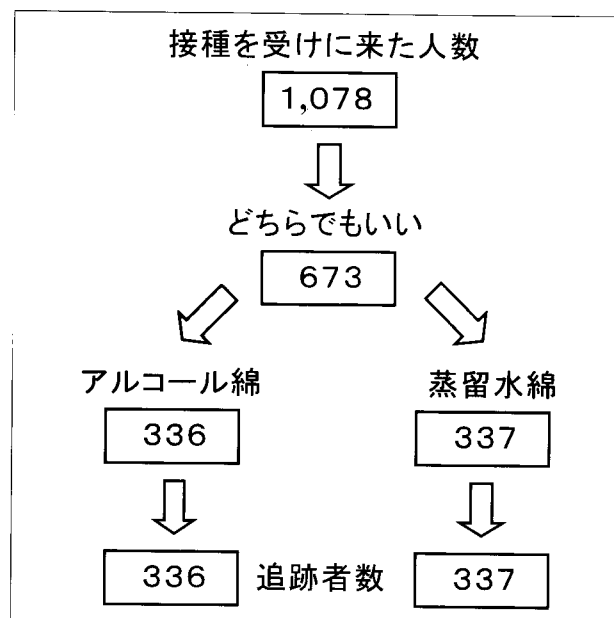 接種を受けに来た人数
1,078
どちらでもいい
673
アルコール綿 蒸留水綿
336 337
336 追跡者数 337